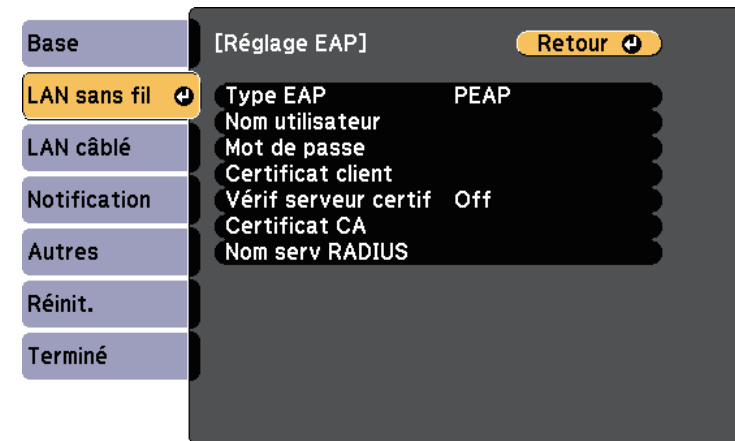 Base
LAN sans fil
LAN câblé
Notification
Autres
Réinit.
Terminé
[Réglage EAP] Retour
Type EAP PEAP
Nom utilisateur
Mot de passe
Certificat client
Vérif serveur certif Off
Certificat CA
Nom serv RADIUS